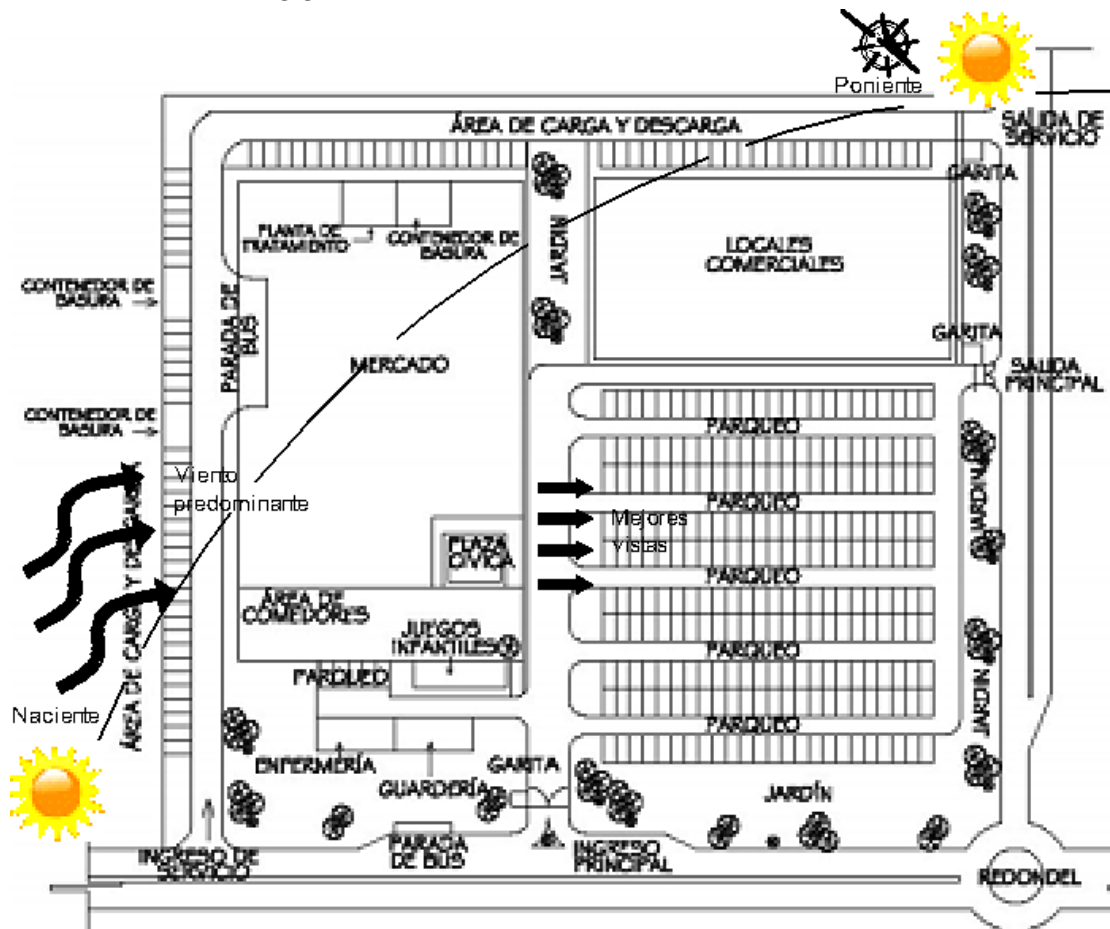 Poniente
ÁREA DE CARGA Y DESCARGA
SALIDA DE
SERVICIO
GARITA
PLANTA DE
TRATAMIENTO
CONTENEDOR DE
BASURA
JARDIN
LOCALES
COMERCIALES
CONTENEDOR DE
BASURA
PARADA DE
BUS
GARITA
MERCADO
SALIDA
PRINCIPAL
CONTENEDOR DE
BASURA
PARQUEO
Viento
predominante
ÁREA DE CARGA Y DESCARGA
PARQUEO
JARDIN
Mejores
Vistas
PLAZA
CIVICA
PARQUEO
ÁREA DE
COMEDORES
JUEGOS
INFANTILES
PARQUEO
PARQUEO
JARDIN
Naciente
PARQUEO
ENFERMERÍA
GARITA
GUARDERÍA
JARDÍN
INGRESO DE
SERVICIO
PARADA
DE BUS
INGRESO
PRINCIPAL
REDONDEL